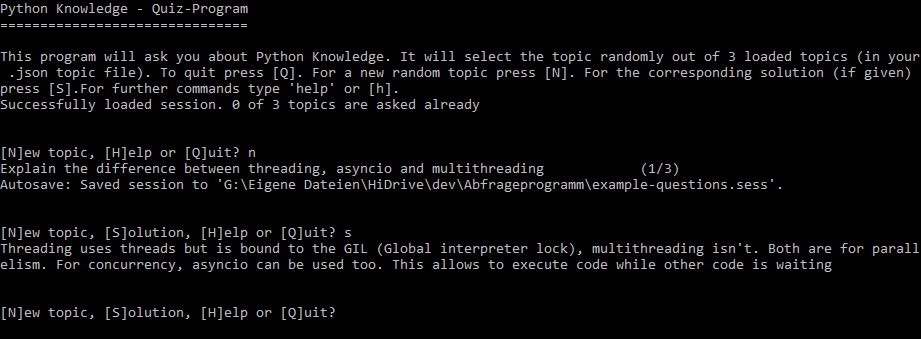 Python Knowledge - Quiz-Program
===============================
This program will ask you about Python Knowledge. It will select the topic randomly out of 3 loaded topics (in your
.json topic file). To quit press [Q]. For a new random topic press [N]. For the corresponding solution (if given)
press [S].For further commands type 'help' or [h].
Successfully loaded session. 0 of 3 topics are asked already
[N]ew topic, [H]elp or [Q]uit? n
Explain the difference between threading, asyncio and multithreading            (1/3)
Autosave: Saved session to 'G:\Eigene Dateien\HiDrive\dev\Abfrageprogramm\example-questions.sess'.
[N]ew topic, [S]olution, [H]elp or [Q]uit? s
Threading uses threads but is bound to the GIL (Global interpreter lock), multithreading isn't. Both are for parall
elism. For concurrency, asyncio can be used too. This allows to execute code while other code is waiting
[N]ew topic, [S]olution, [H]elp or [Q]uit?